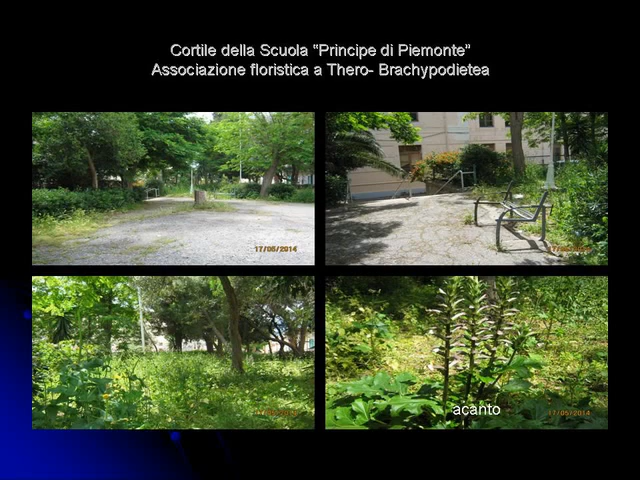 Cortile della Scuola “Principe di Piemonte”
Associazione floristica a Thero- Brachypodietea
17/05/2014
17/05/2014
17/05/2014
acanto
17/05/2014